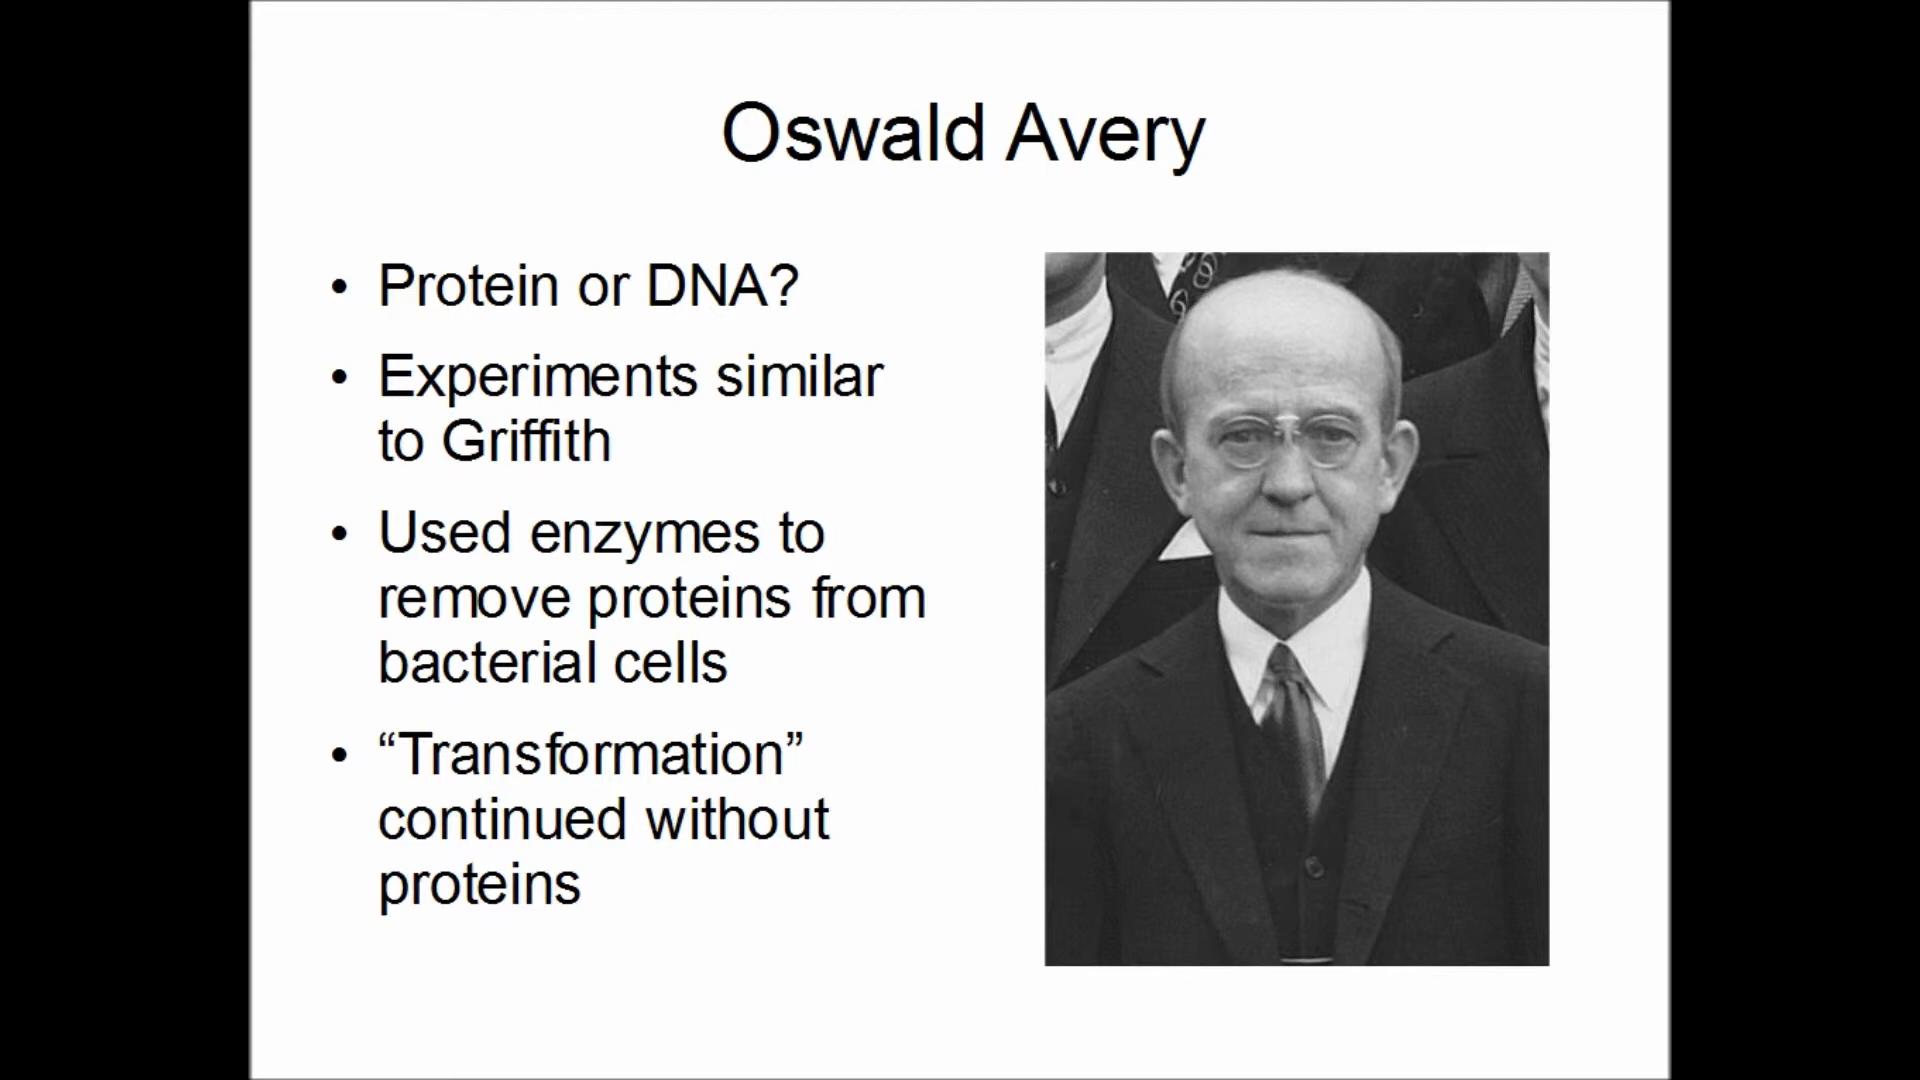 Oswald Avery
• Protein or DNA?
• Experiments similar
to Griffith
• Used enzymes to
remove proteins from
bacterial cells
• “Transformation”
continued without
proteins